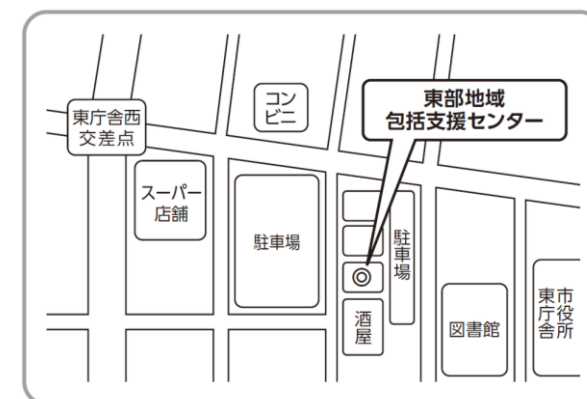 東庁舎西
交差点
コン
ビニ
東部地域
包括支援センター
スーパー
店舗
駐車場
駐車場
酒屋
図書館
市役所
東庁舎